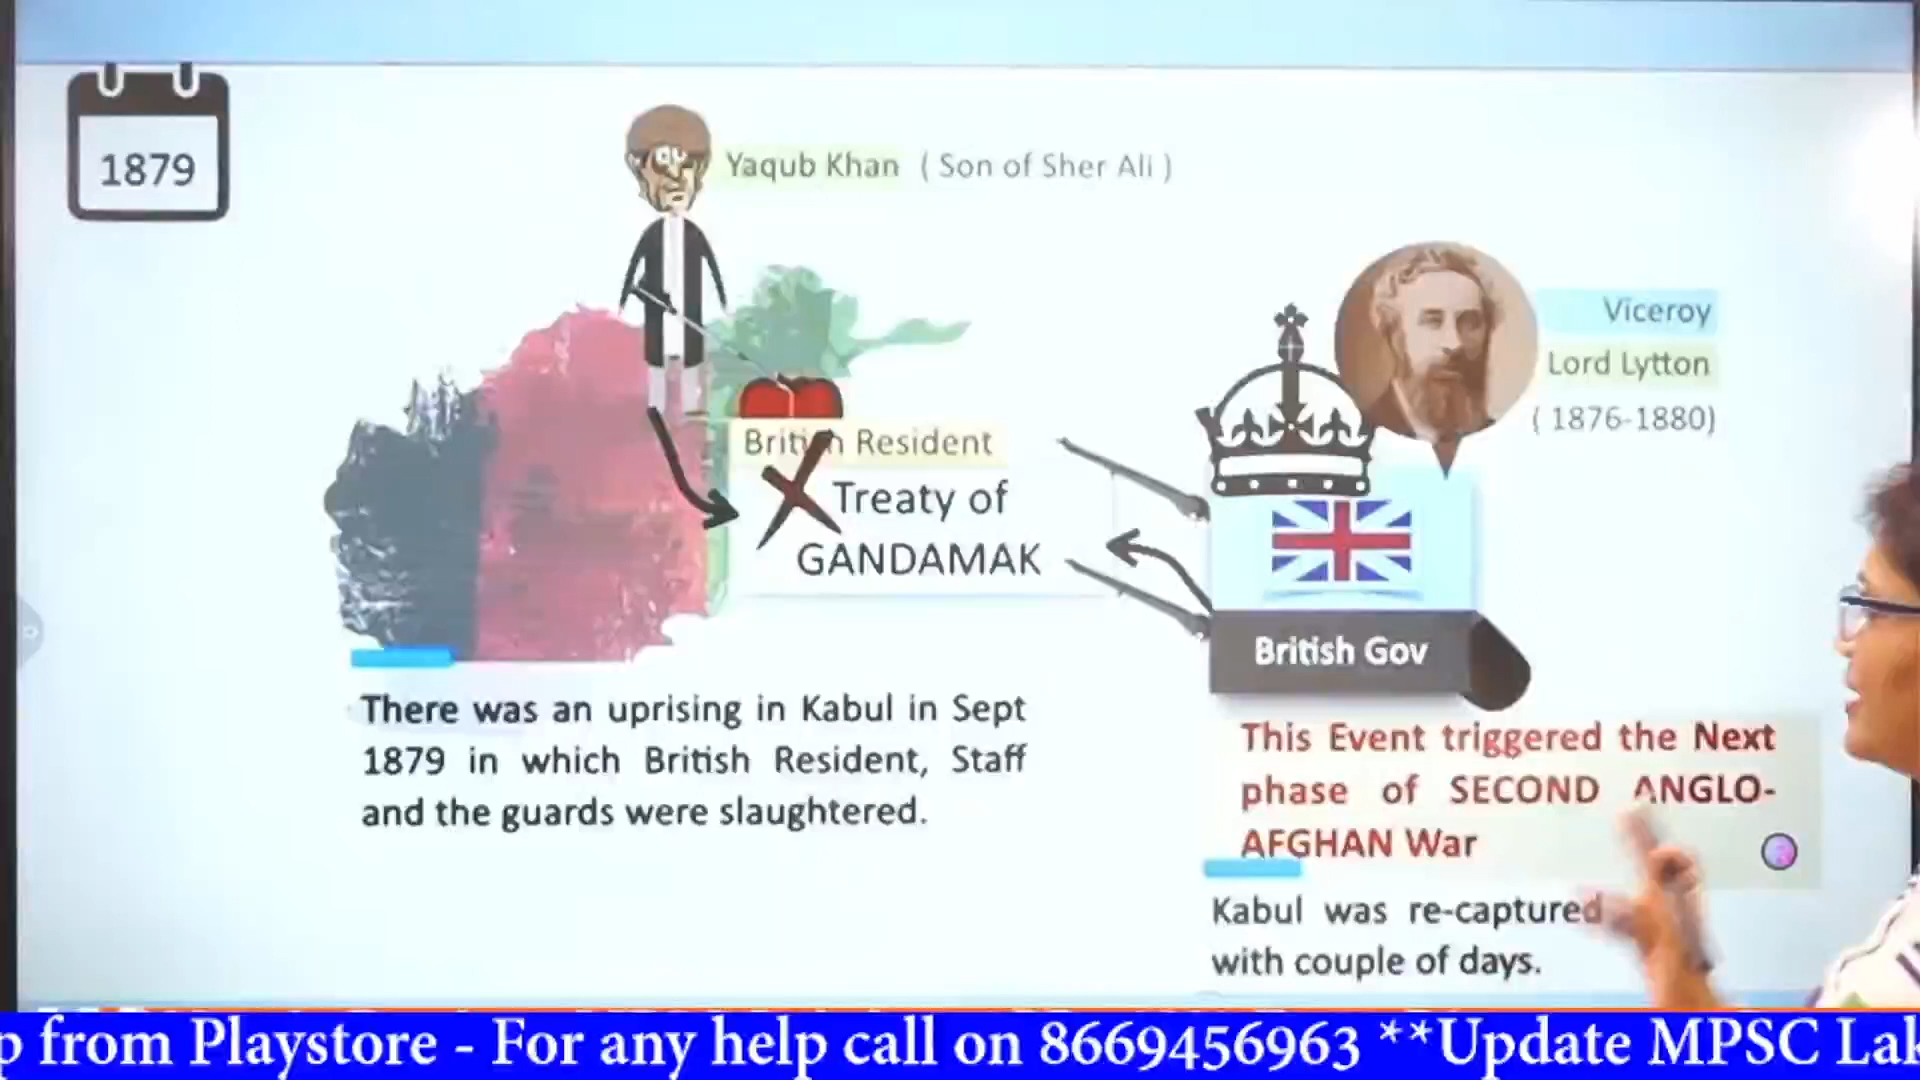 1879
Yaqub Khan ( Son of Sher Ali )
Viceroy
Lord Lytton
( 1876-1880)
British Resident
Treaty of
GANDAMAK
British Gov
There was an uprising in Kabul in Sept
1879 in which British Resident, Staff
and the guards were slaughtered.
This Event triggered the Next
phase of SECOND ANGLO-
AFGHAN War
Kabul was re-captured
with couple of days.
p from Playstore - For any help call on 8669456963 **Update MPSC Lak